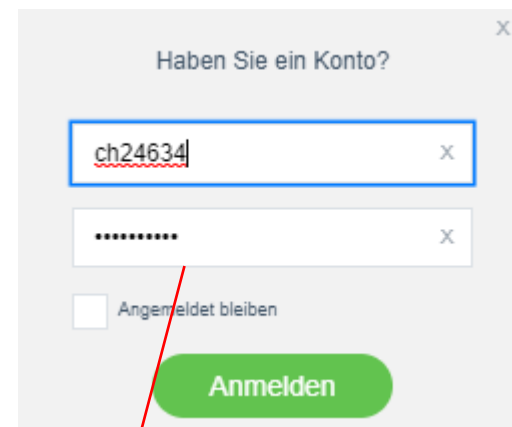 x
Haben Sie ein Konto?
ch24634 x
•••••••••• x
Angemeldet bleiben
Anmelden